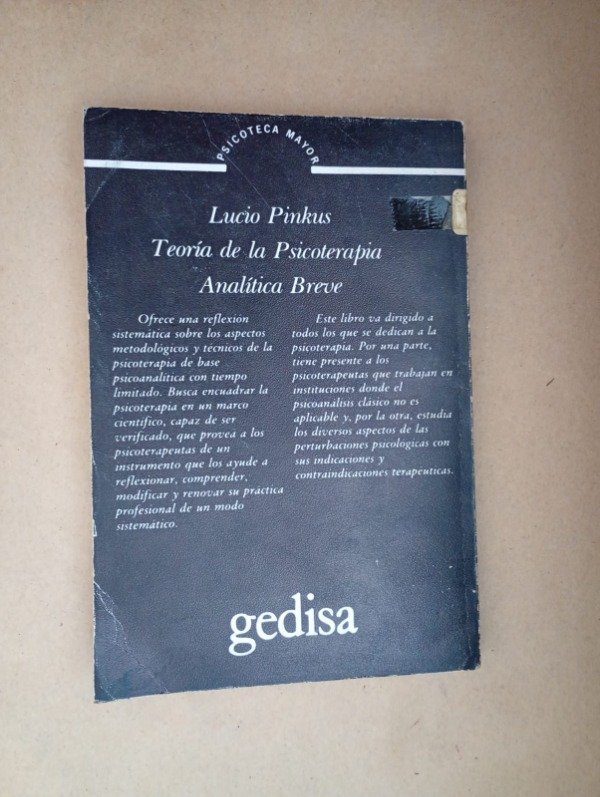 PSICOTECA MAYOR
Lucio Pinkus
Teoría de la Psicoterapia
Analítica Breve
Ofrece una reflexión
sistemática sobre los aspectos
metodológicos y técnicos de la
psicoterapia de base
psicoanalítica con tiempo
limitado. Busca encuadrar la
psicoterapia en un marco
científico, capaz de ser
verificado, que provea a los
psicoterapeutas de un
instrumento que los ayude a
reflexionar, comprender,
modificar y renovar su práctica
profesional de un modo
sistemático.
Este libro va dirigido a
todos los que se dedican a la
psicoterapia. Por una parte,
tiene presente a los
psicoterapeutas que trabajan en
instituciones donde el
psicoanálisis clásico no es
aplicable y, por la otra, estudia
los diversos aspectos de las
perturbaciones psicológicas con
sus indicaciones y
contraindicaciones terapéuticas.
gedisa